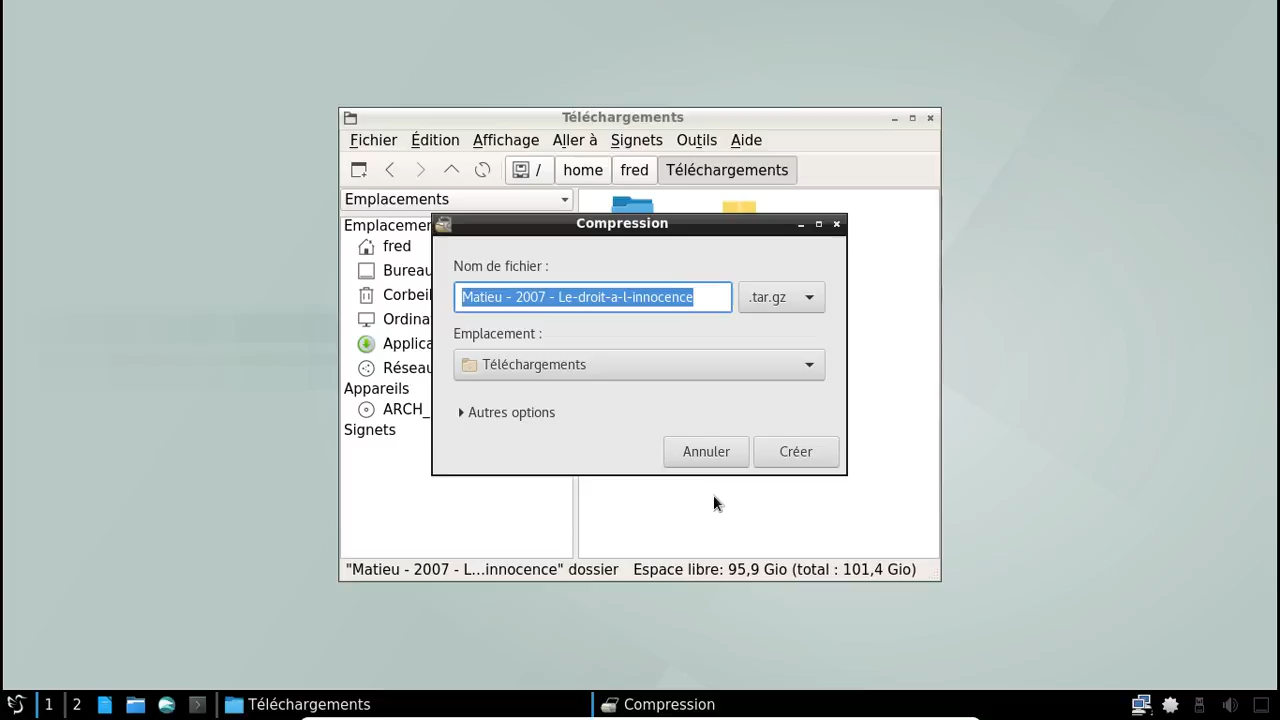 Téléchargements
Fichier Édition Affichage Aller à Signets Outils Aide
/ home fred Téléchargements
Emplacements
Emplacemen
fred
Bureau
Corbeil
Ordina
Applica
Réseau
Appareils
ARCH_
Signets
Compression
Nom de fichier :
Matieu - 2007 - Le-droit-a-l-innocence .tar.gz
Emplacement :
Téléchargements
Autres options
Annuler Créer
"Matieu - 2007 - L...innocence" dossier Espace libre: 95,9 Gio (total : 101,4 Gio)
1 2 Téléchargements Compression